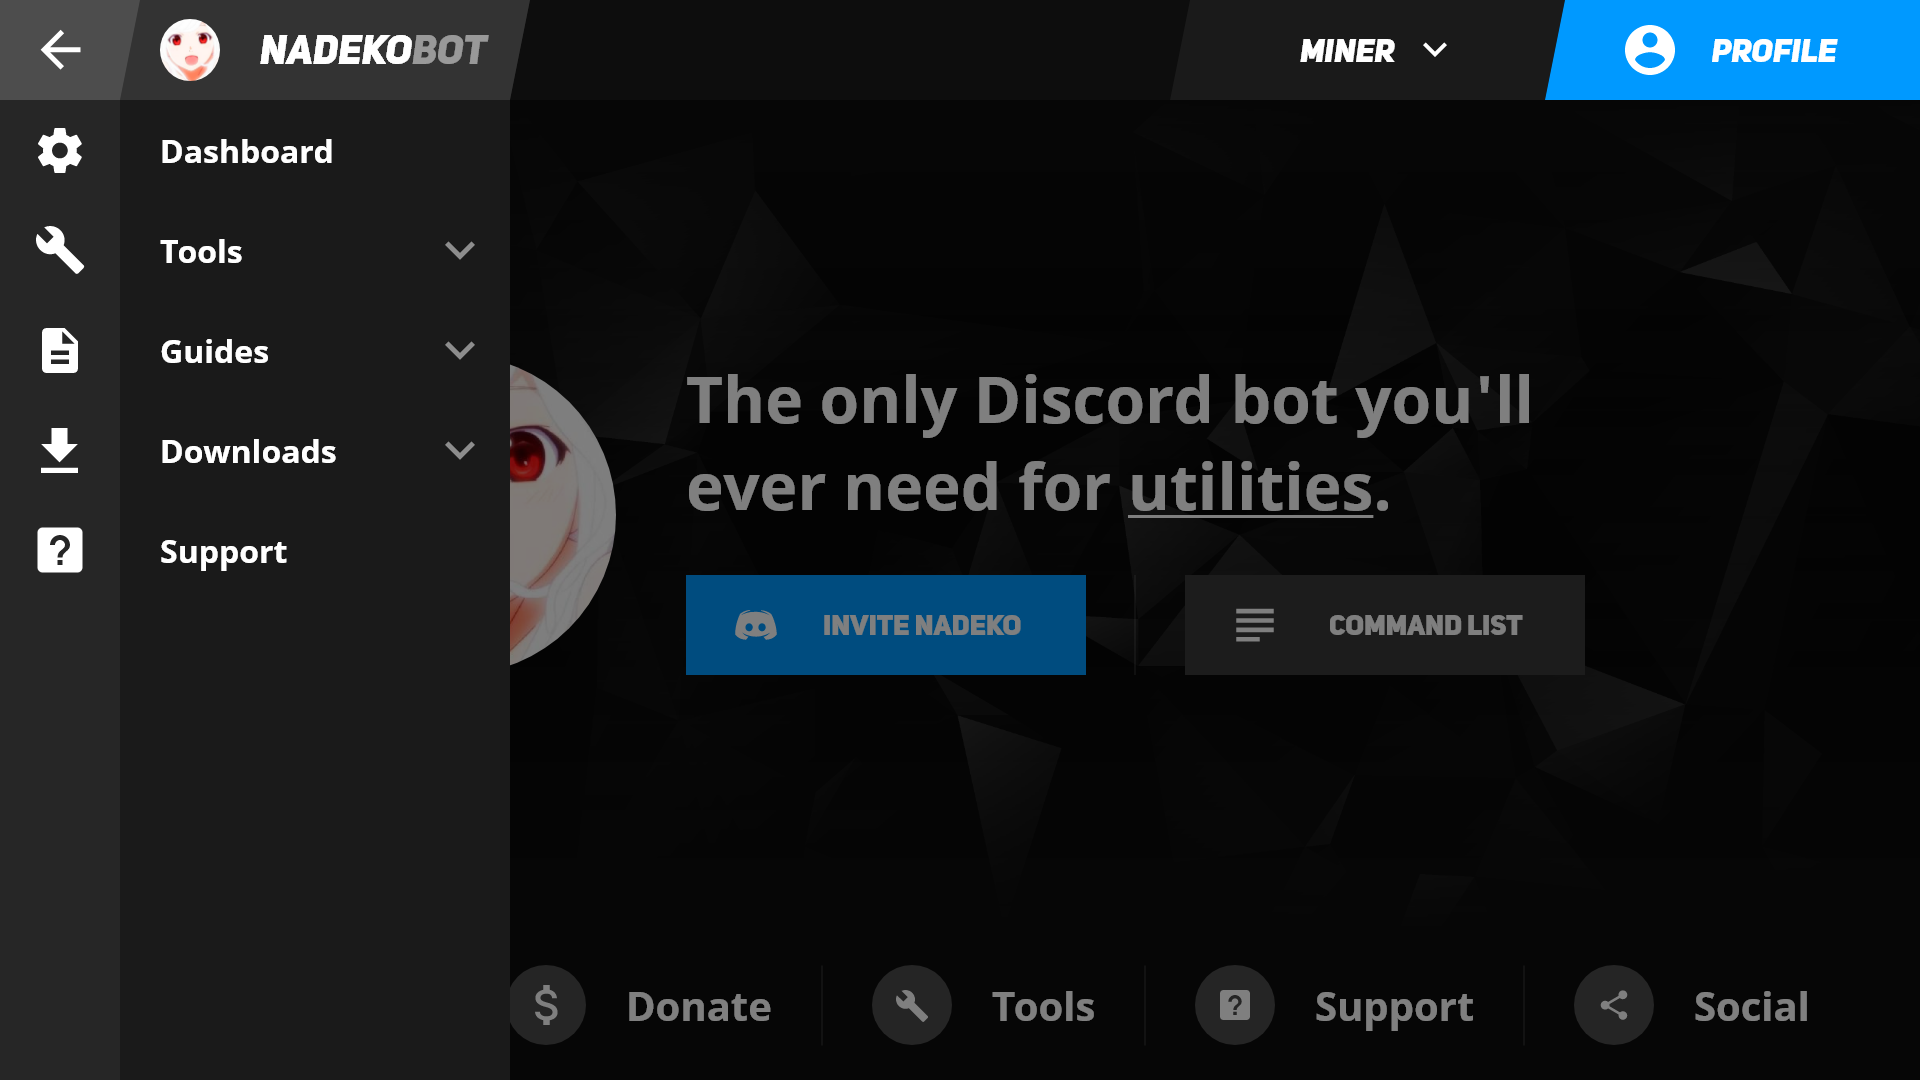 NADEKOBOT
MINER
PROFILE
Dashboard
Tools
Guides
Downloads
Support
The only Discord bot you'll
ever need for utilities.
INVITE NADEKO
COMMAND LIST
Donate
Tools
Support
Social